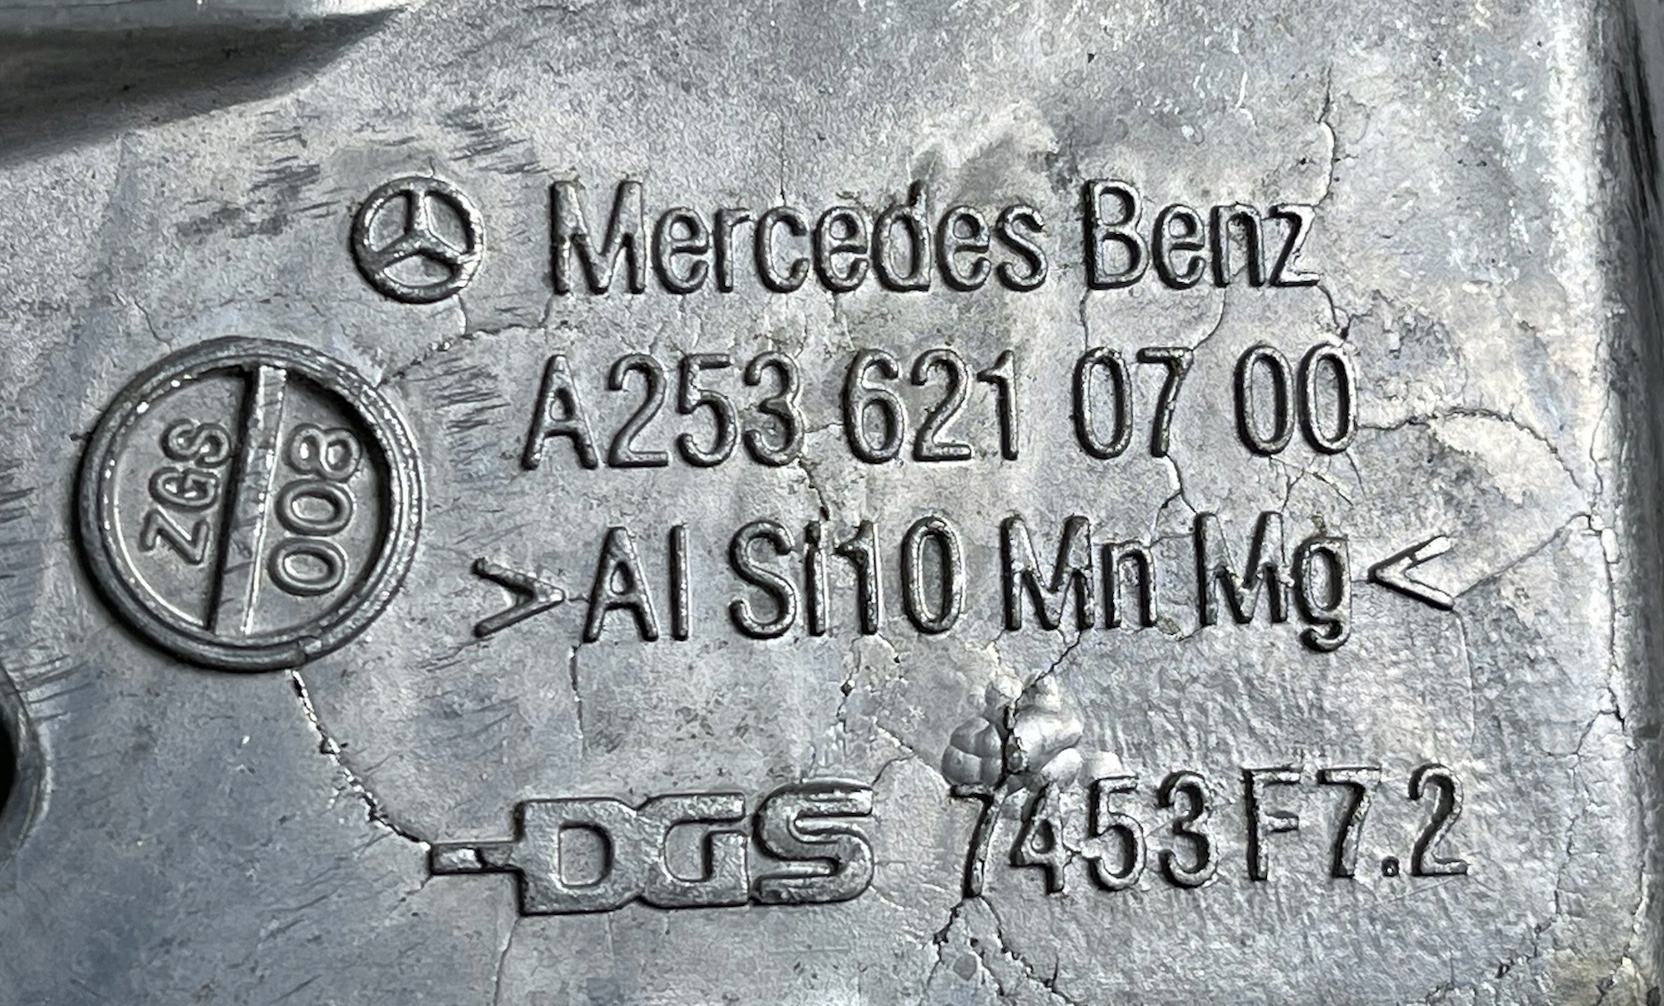 Mercedes Benz
A253 621 07 00
ZGS
008
>Al Si10 Mn Mg<
DGS 7453 F7.2